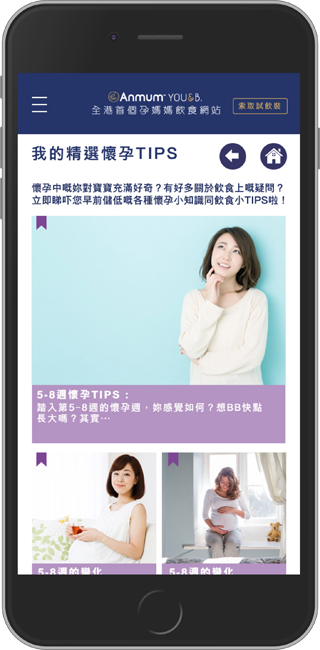 Anmum YOU&B.
全港首個孕媽媽飲食網站
索取試飲裝
我的精選懷孕TIPS
懷孕中嘅妳對寶寶充滿好奇？有好多關於飲食上嘅疑問？
立即睇吓您早前儲低嘅各種懷孕小知識同飲食小TIPS啦！
5-8週懷孕TIPS：
踏入第5-8週的懷孕週，妳感覺如何？想BB快點
長大嗎？其實…
5-8週的變化
5-8週的變化